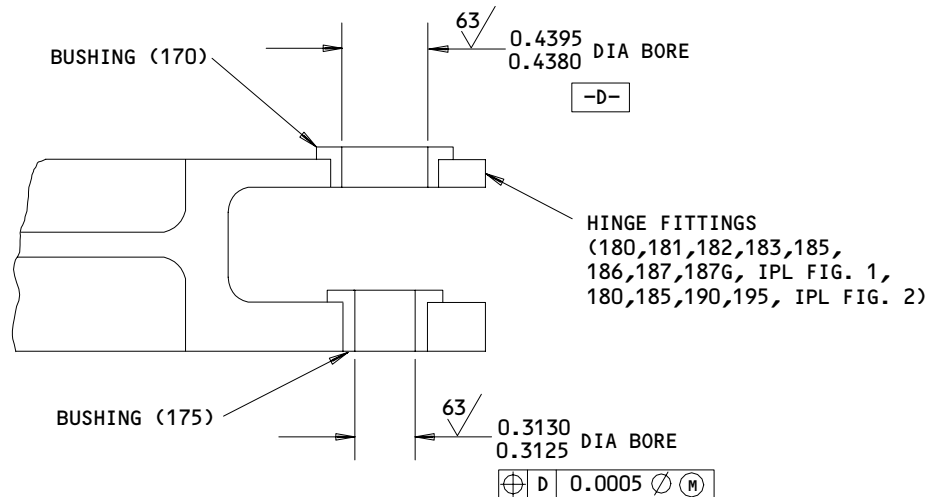 63
0.4395
0.4380 DIA BORE
-D-
BUSHING (170)
HINGE FITTINGS
(180,181,182,183,185,
186,187,187G, IPL FIG. 1,
180,185,190,195, IPL FIG. 2)
BUSHING (175)
63
0.3130
0.3125 DIA BORE
⌖ D 0.0005 ∅ Ⓜ